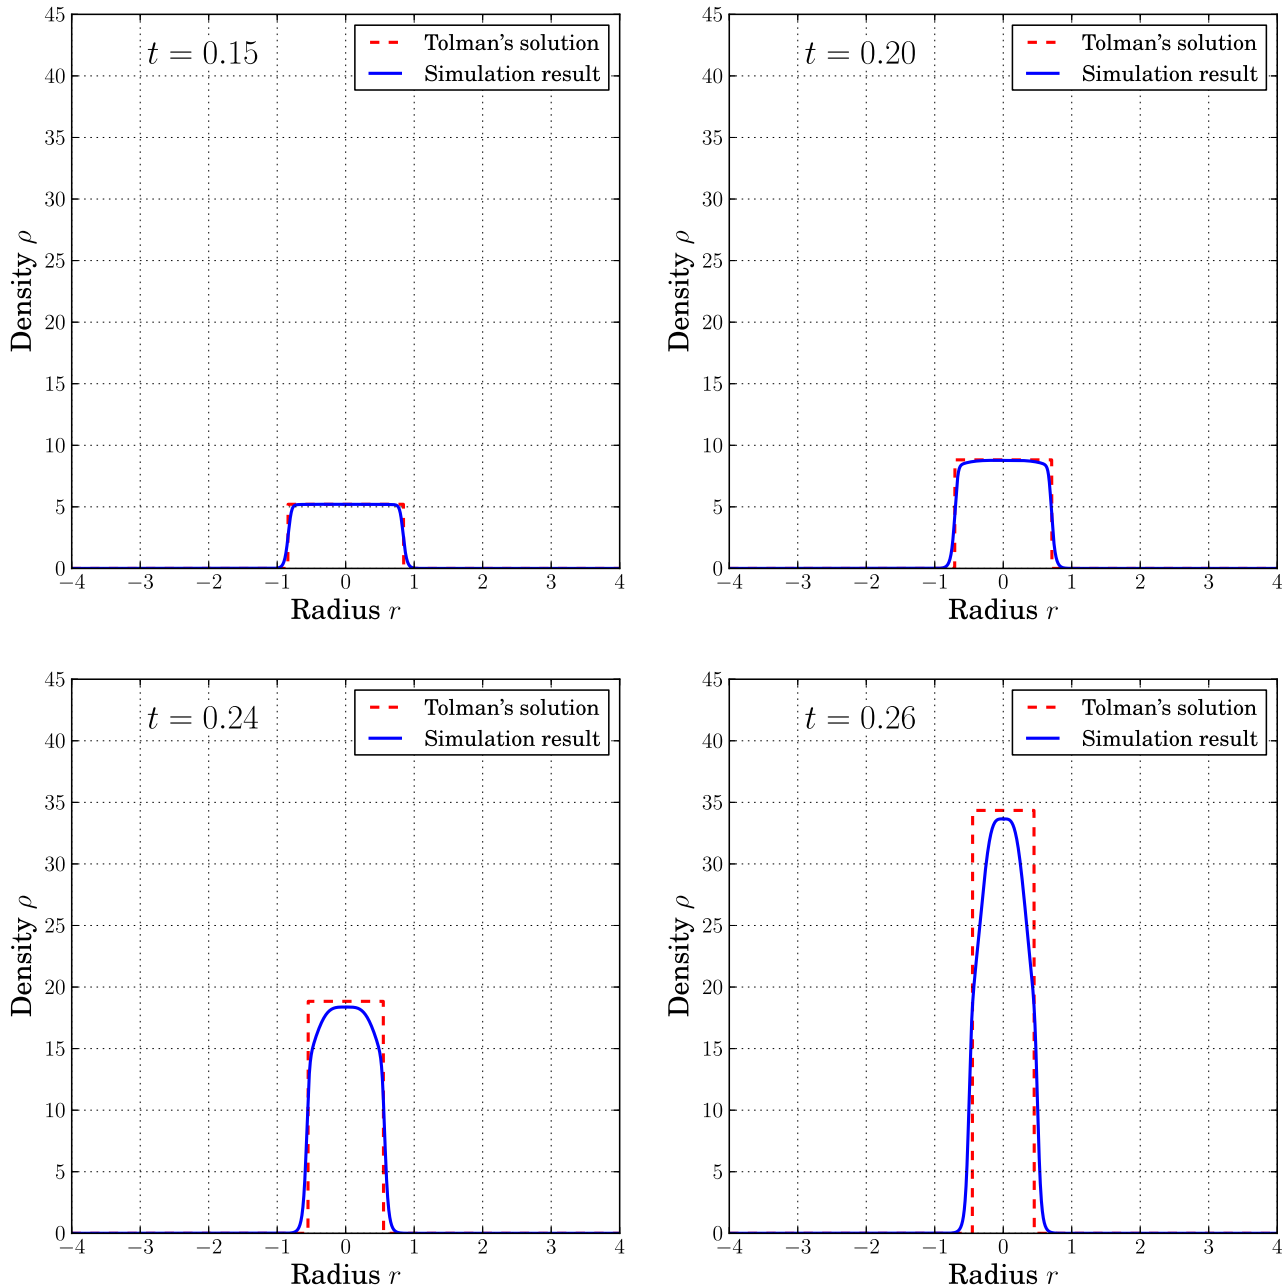 t = 0.15
Tolman's solution
Simulation result
45
40
35
30
25
20
15
10
5
0
Density ρ
−4 −3 −2 −1 0 1 2 3 4
Radius r
t = 0.20
Tolman's solution
Simulation result
45
40
35
30
25
20
15
10
5
0
Density ρ
−4 −3 −2 −1 0 1 2 3 4
Radius r
t = 0.24
Tolman's solution
Simulation result
45
40
35
30
25
20
15
10
5
0
Density ρ
−4 −3 −2 −1 0 1 2 3 4
Radius r
t = 0.26
Tolman's solution
Simulation result
45
40
35
30
25
20
15
10
5
0
Density ρ
−4 −3 −2 −1 0 1 2 3 4
Radius r